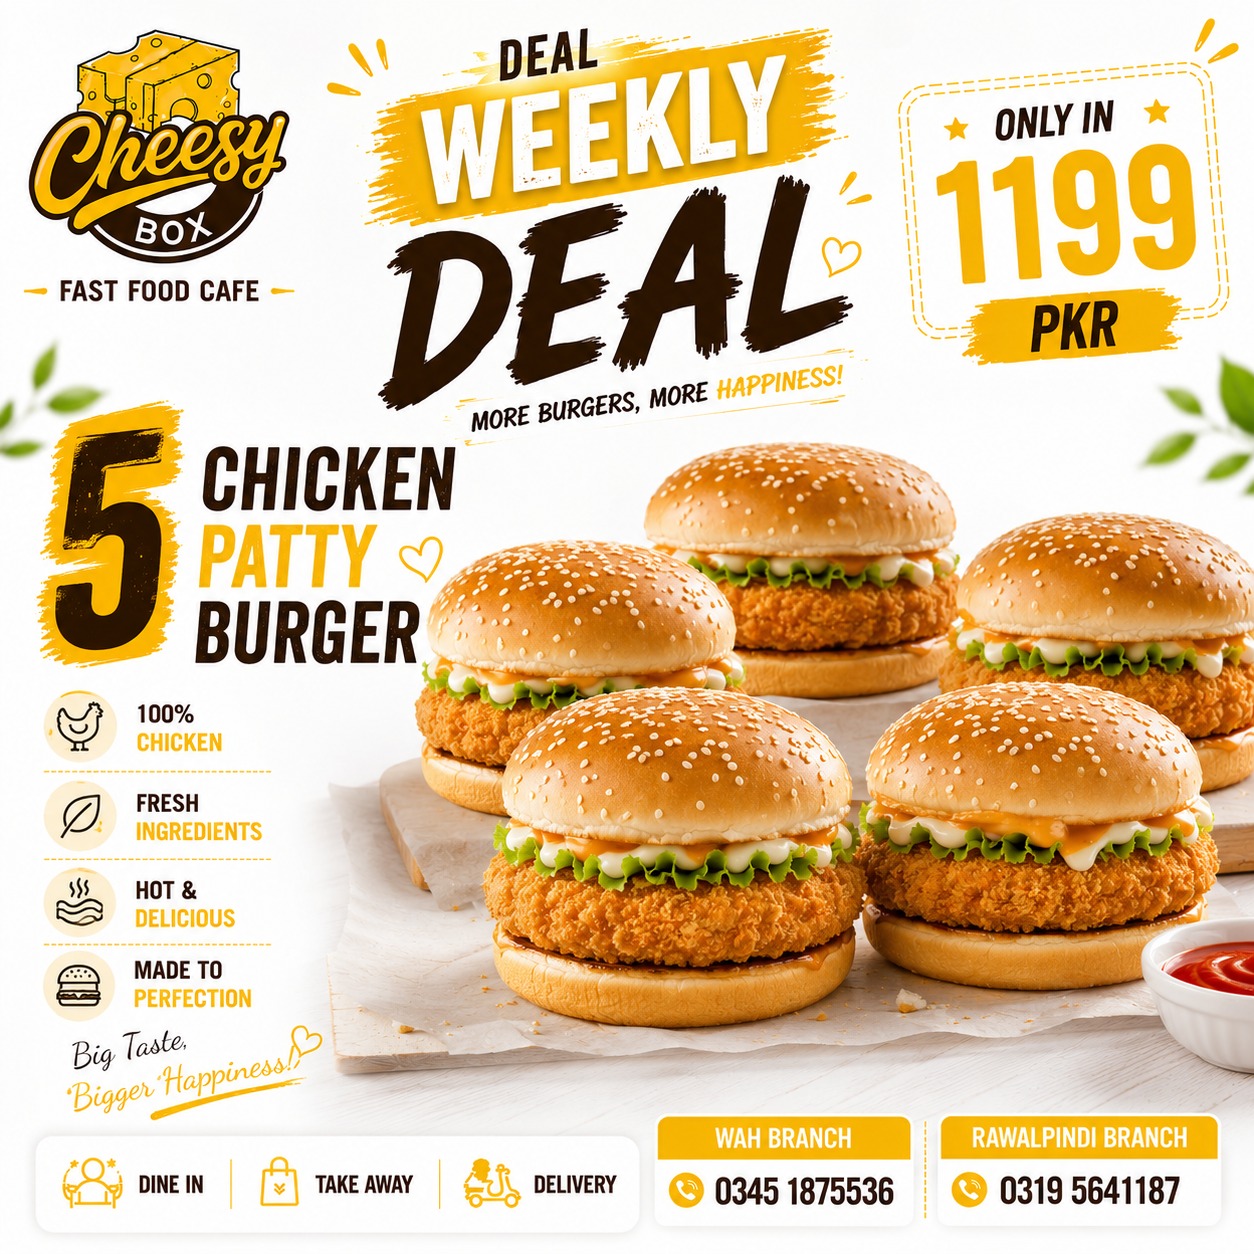 Cheesy
BOX
FAST FOOD CAFE
DEAL
WEEKLY
DEAL
MORE BURGERS, MORE HAPPINESS!
ONLY IN
1199
PKR
5
CHICKEN
PATTY
BURGER
100%
CHICKEN
FRESH
INGREDIENTS
HOT &
DELICIOUS
MADE TO
PERFECTION
Big Taste,
Bigger Happiness!
DINE IN
TAKE AWAY
DELIVERY
WAH BRANCH
0345 1875536
RAWALPINDI BRANCH
0319 5641187